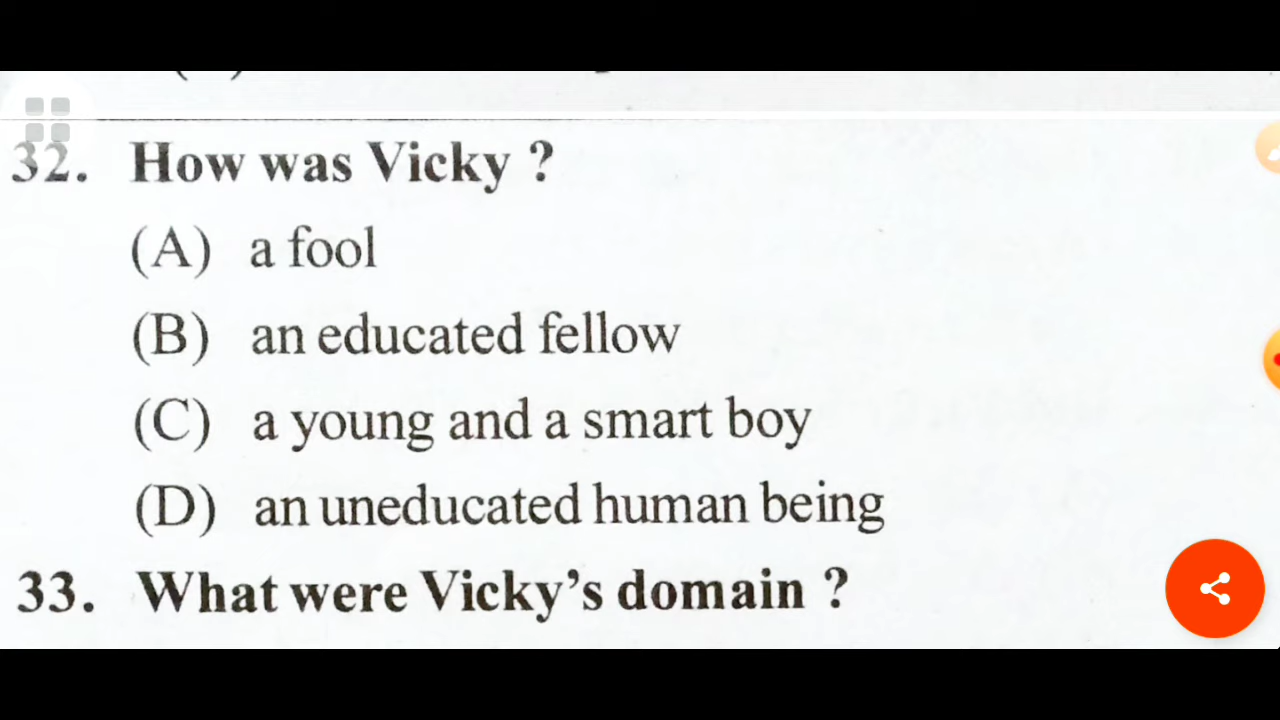 32. How was Vicky ?
(A) a fool
(B) an educated fellow
(C) a young and a smart boy
(D) an uneducated human being
33. What were Vicky's domain ?